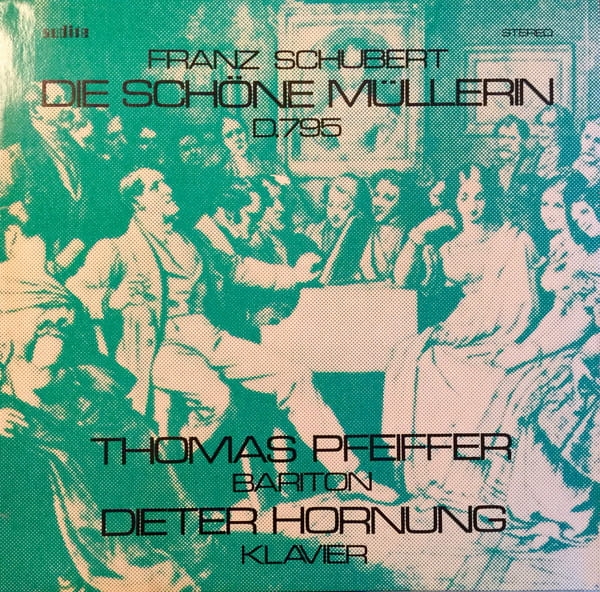 audite
STEREO
FRANZ SCHUBERT
DIE SCHÖNE MÜLLERIN
D.795
THOMAS PFEIFFER
BARITON
DIETER HORNUNG
KLAVIER